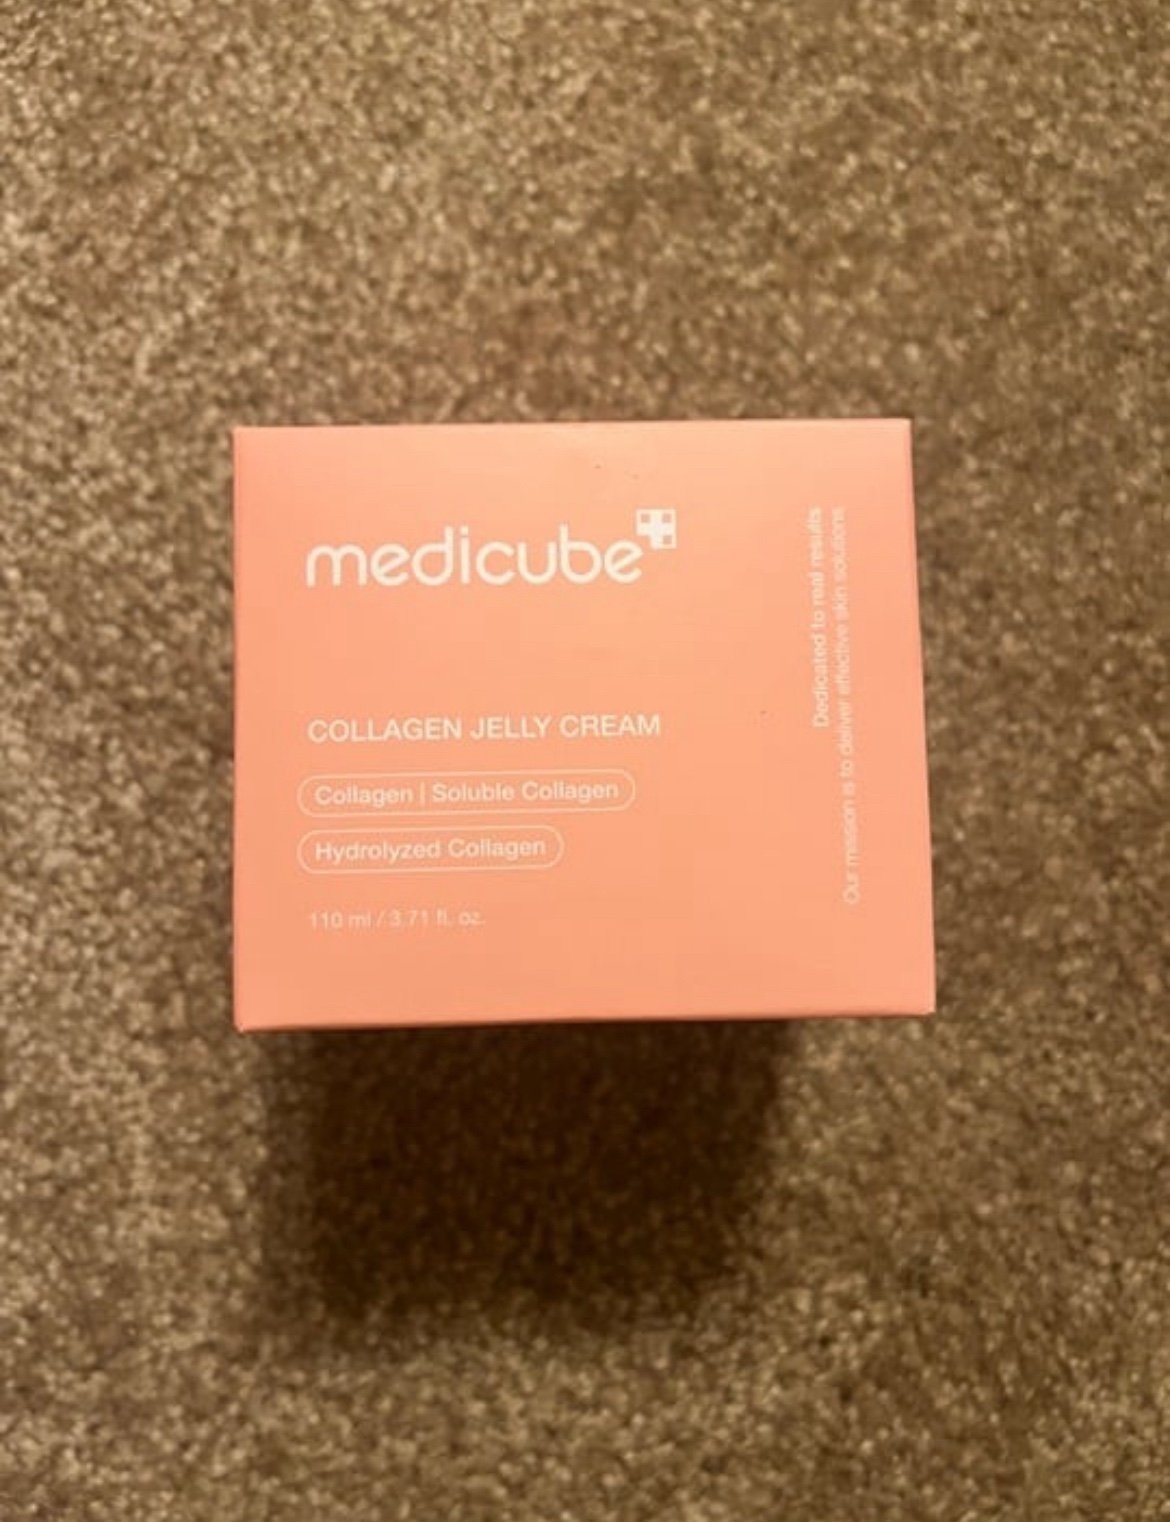 medicube
COLLAGEN JELLY CREAM
Collagen | Soluble Collagen
Hydrolyzed Collagen
110 ml / 3.71 fl. oz.
Dedicated to real results
Our mission is to deliver effective skin solutions